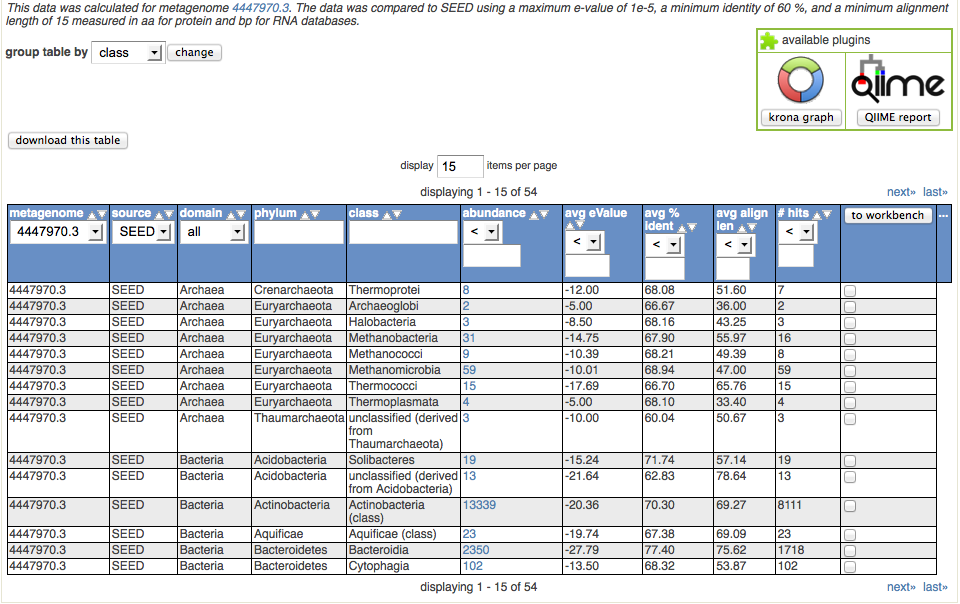 This data was calculated for metagenome 4447970.3. The data was compared to SEED using a maximum e-value of 1e-5, a minimum identity of 60 %, and a minimum alignment
length of 15 measured in aa for protein and bp for RNA databases.
group table by class change
available plugins
QIIME
krona graph QIIME report
download this table
display 15 items per page
displaying 1 - 15 of 54 next» last»
metagenome source domain phylum class abundance avg eValue avg % ident avg align len # hits to workbench ...
4447970.3 SEED all < < < < <
4447970.3 SEED Archaea Crenarchaeota Thermoprotei 8 -12.00 68.08 51.60 7
4447970.3 SEED Archaea Euryarchaeota Archaeoglobi 2 -5.00 66.67 36.00 2
4447970.3 SEED Archaea Euryarchaeota Halobacteria 3 -8.50 68.16 43.25 3
4447970.3 SEED Archaea Euryarchaeota Methanobacteria 31 -14.75 67.90 55.97 16
4447970.3 SEED Archaea Euryarchaeota Methanococci 9 -10.39 68.21 49.39 8
4447970.3 SEED Archaea Euryarchaeota Methanomicrobia 59 -10.01 68.94 47.00 59
4447970.3 SEED Archaea Euryarchaeota Thermococci 15 -17.69 66.70 65.76 15
4447970.3 SEED Archaea Euryarchaeota Thermoplasmata 4 -5.00 68.10 33.40 4
4447970.3 SEED Archaea Thaumarchaeota unclassified (derived 3 -10.00 60.04 50.67 3
from
Thaumarchaeota)
4447970.3 SEED Bacteria Acidobacteria Solibacteres 19 -15.24 71.74 57.14 19
4447970.3 SEED Bacteria Acidobacteria unclassified (derived 13 -21.64 62.83 78.64 13
from Acidobacteria)
4447970.3 SEED Bacteria Actinobacteria Actinobacteria 13339 -20.36 70.30 69.27 8111
(class)
4447970.3 SEED Bacteria Aquificae Aquificae (class) 23 -19.74 67.38 69.09 23
4447970.3 SEED Bacteria Bacteroidetes Bacteroidia 2350 -27.79 77.40 75.62 1718
4447970.3 SEED Bacteria Bacteroidetes Cytophagia 102 -13.50 68.32 53.87 102
displaying 1 - 15 of 54 next» last»